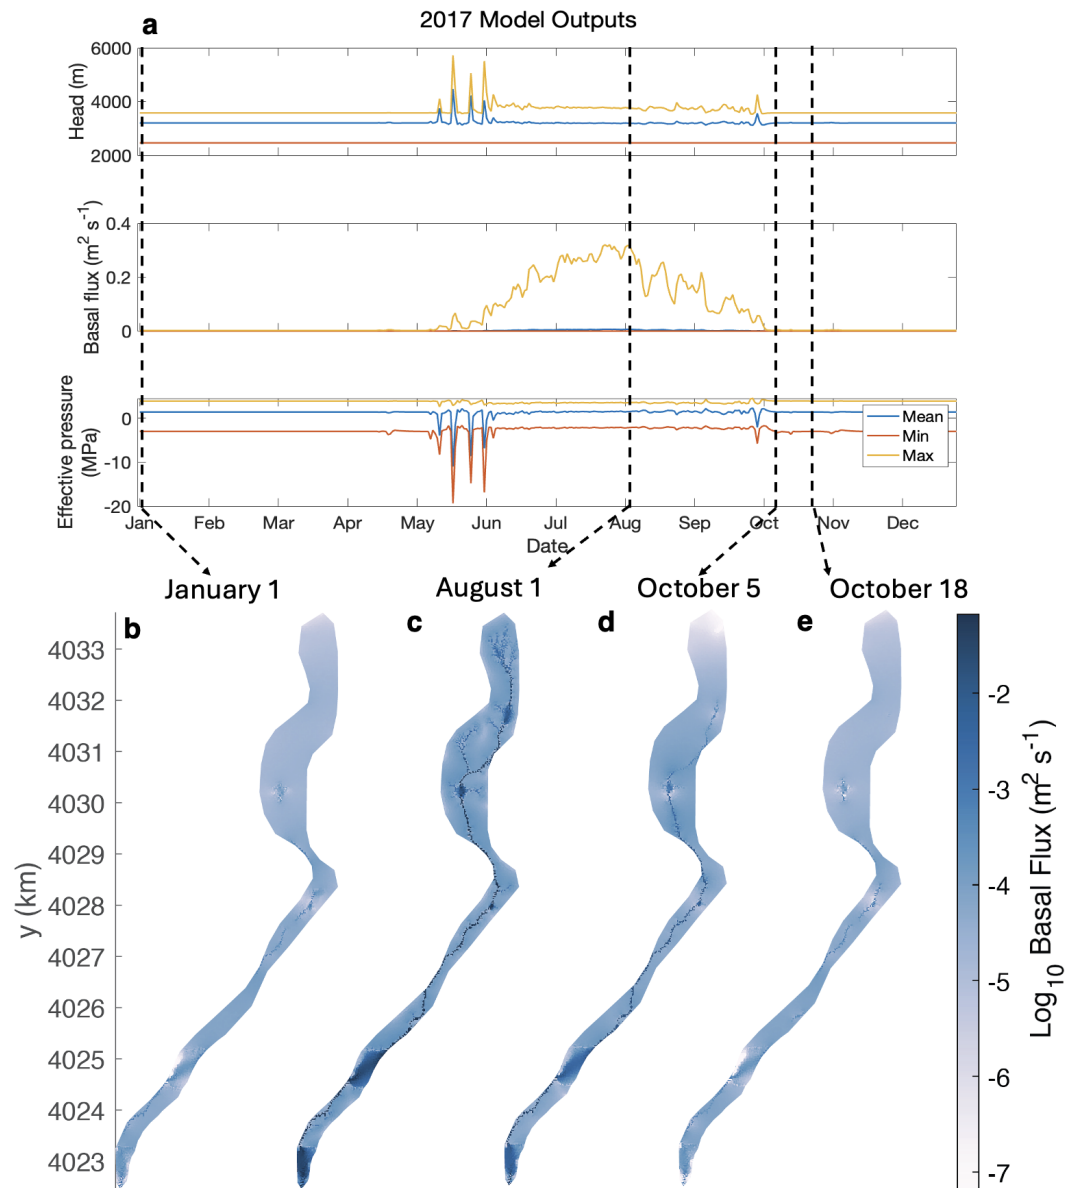 a
2017 Model Outputs
Head (m)
6000
4000
2000
Basal flux (m² s⁻¹)
0.4
0.2
0
Effective pressure
(MPa)
0
-10
-20
Mean
Min
Max
Jan Feb Mar Apr May Jun Jul Aug Sep Oct Nov Dec
Date
January 1 August 1 October 5 October 18
b c d e
y (km)
4033
4032
4031
4030
4029
4028
4027
4026
4025
4024
4023
-2
-3
-4
-5
-6
-7
Log₁₀ Basal Flux (m² s⁻¹)